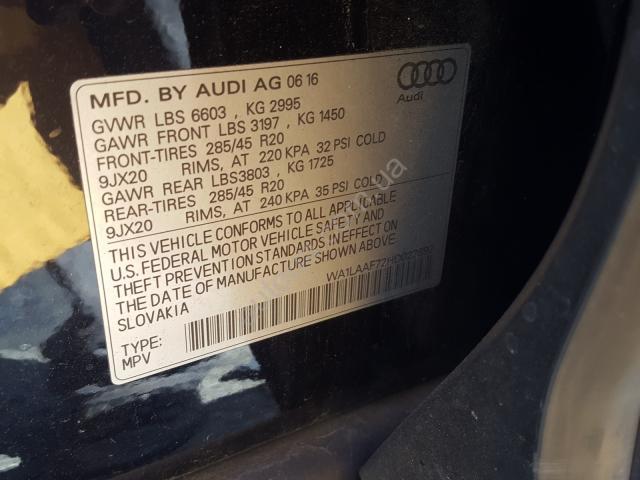 MFD. BY AUDI AG 06 16
Audi
GVWR LBS 6603 , KG 2995
GAWR FRONT LBS 3197 , KG 1450
FRONT-TIRES 285/45 R20
9JX20 RIMS, AT 220 KPA 32 PSI COLD
GAWR REAR LBS3803 , KG 1725
REAR-TIRES 285/45 R20
9JX20 RIMS, AT 240 KPA 35 PSI COLD
THIS VEHICLE CONFORMS TO ALL APPLICABLE
U.S. FEDERAL MOTOR VEHICLE SAFETY AND
THEFT PREVENTION STANDARDS IN EFFECT ON
THE DATE OF MANUFACTURE SHOWN ABOVE.
SLOVAKIA
TYPE:
MPV